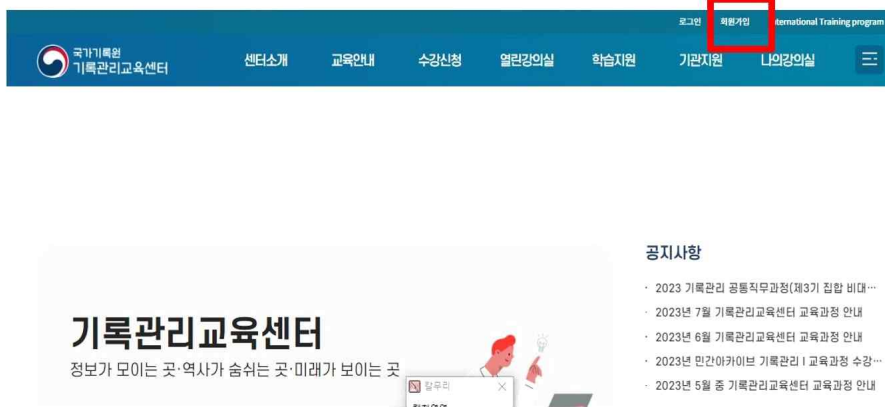 로그인 회원가입 International Training program
국가기록원
기록관리교육센터
센터소개 교육안내 수강신청 열린강의실 학습지원 기관지원 나의강의실
공지사항
· 2023 기록관리 공통직무과정(제3기 집합 비대…
· 2023년 7월 기록관리교육센터 교육과정 안내
· 2023년 6월 기록관리교육센터 교육과정 안내
· 2023년 민간아카이브 기록관리 I 교육과정 수강…
· 2023년 5월 중 기록관리교육센터 교육과정 안내
기록관리교육센터
정보가 모이는 곳·역사가 숨쉬는 곳·미래가 보이는 곳
칼무리